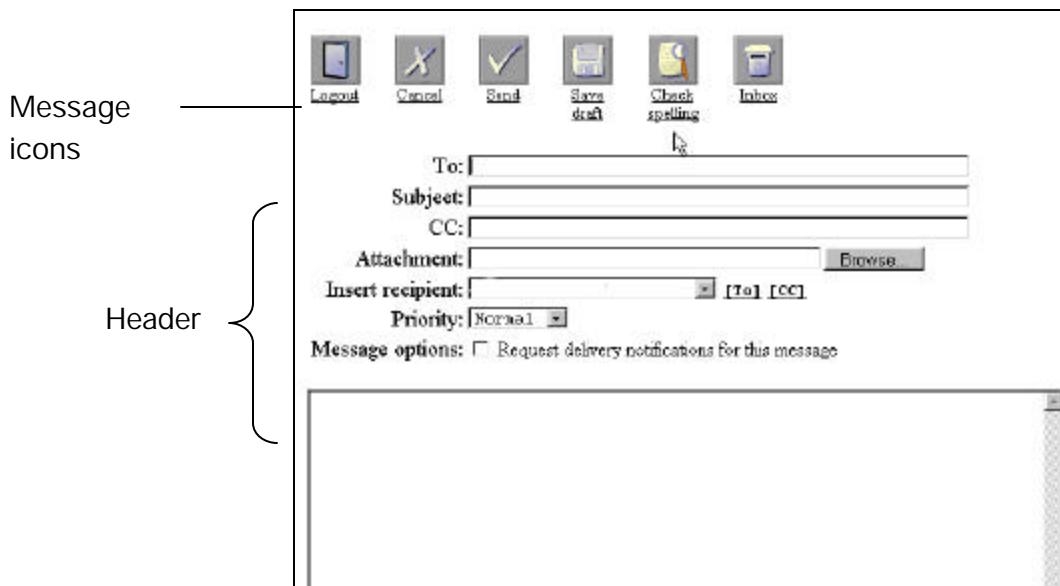 Message
icons
Logout Cancel Send Save draft Check spelling Inbox
To:
Subject:
CC:
Attachment: Browse...
Insert recipient: [To] [CC]
Header
Priority: Normal
Message options: Request delivery notifications for this message